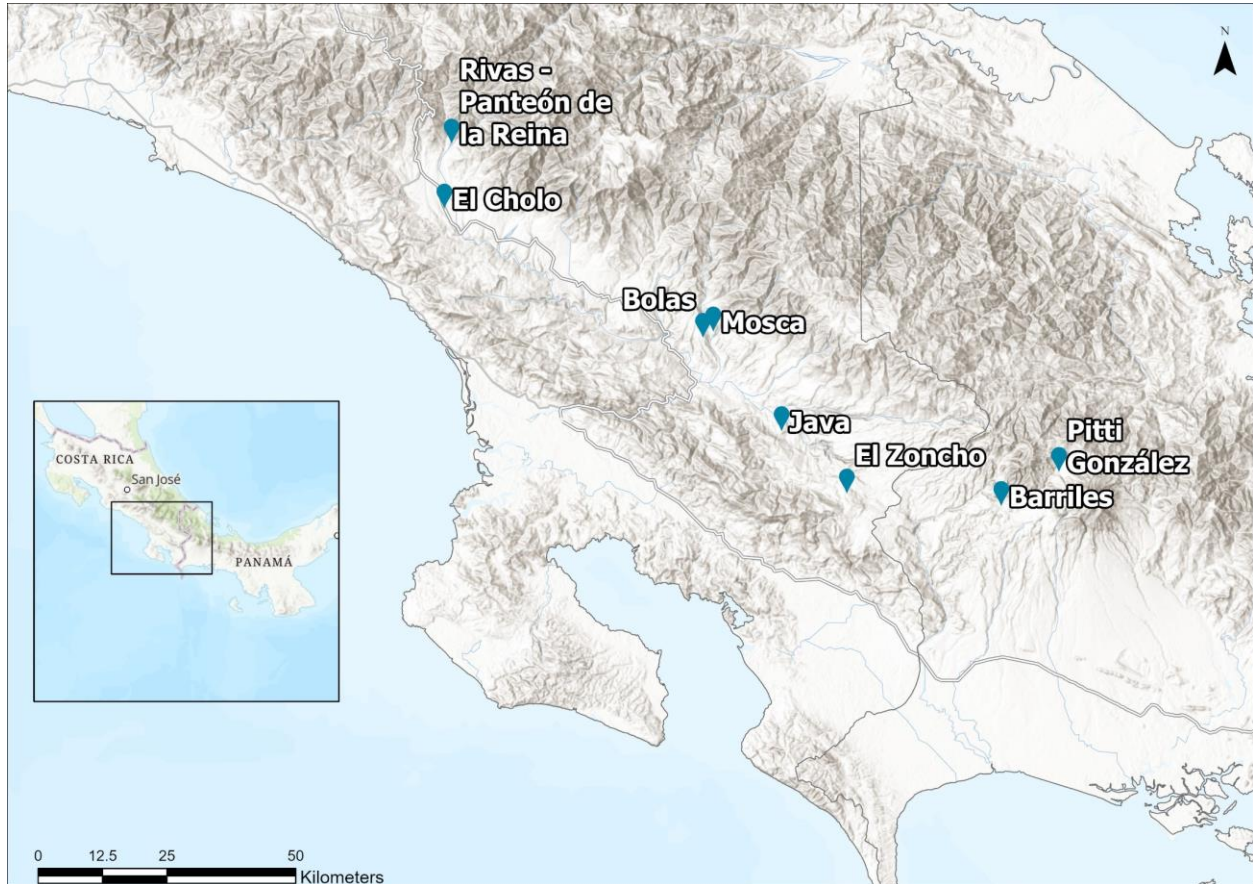 N
Rivas -
Panteón de
la Reina
El Cholo
Bolas
Mosca
Java
El Zoncho
Pitti
González
Barriles
COSTA RICA
San José
PANAMÁ
0 12.5 25 50
Kilometers